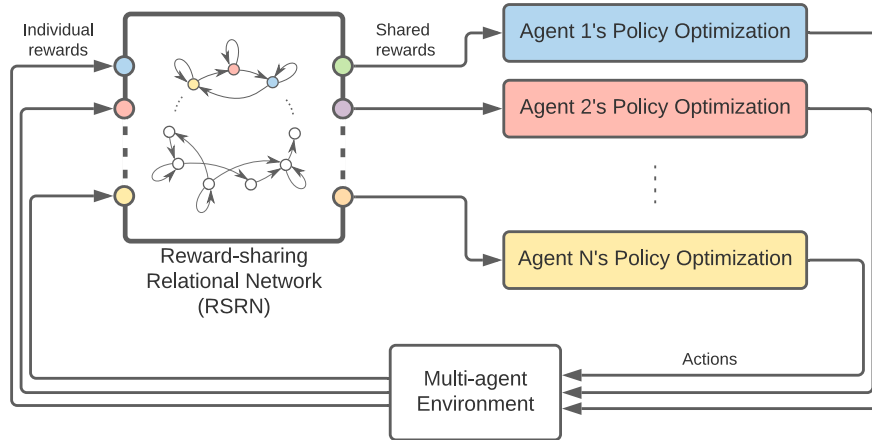 Individual
rewards
Shared
rewards
Agent 1's Policy Optimization
Agent 2's Policy Optimization
Agent N's Policy Optimization
Reward-sharing
Relational Network
(RSRN)
Actions
Multi-agent
Environment